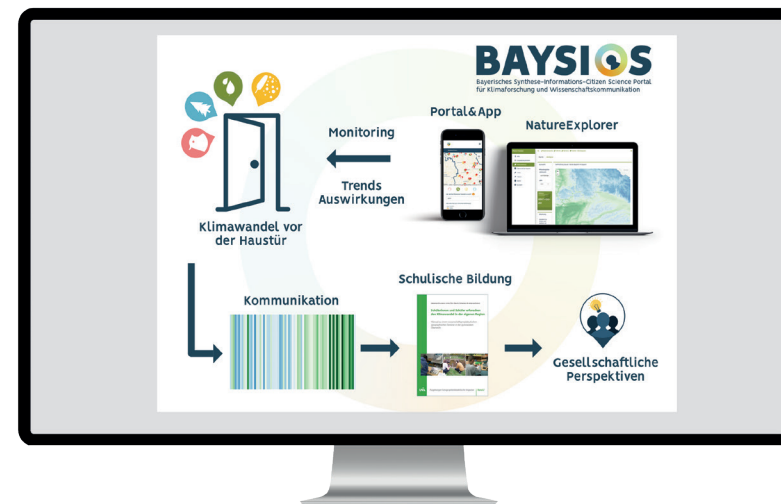 BAYSIOS
Bayerisches Synthese-Informations-Citizen Science Portal
für Klimaforschung und Wissenschaftskommunikation
Portal&App
NatureExplorer
Monitoring
Trends
Auswirkungen
Klimawandel vor
der Haustür
Kommunikation
Schulische Bildung
Gesellschaftliche
Perspektiven